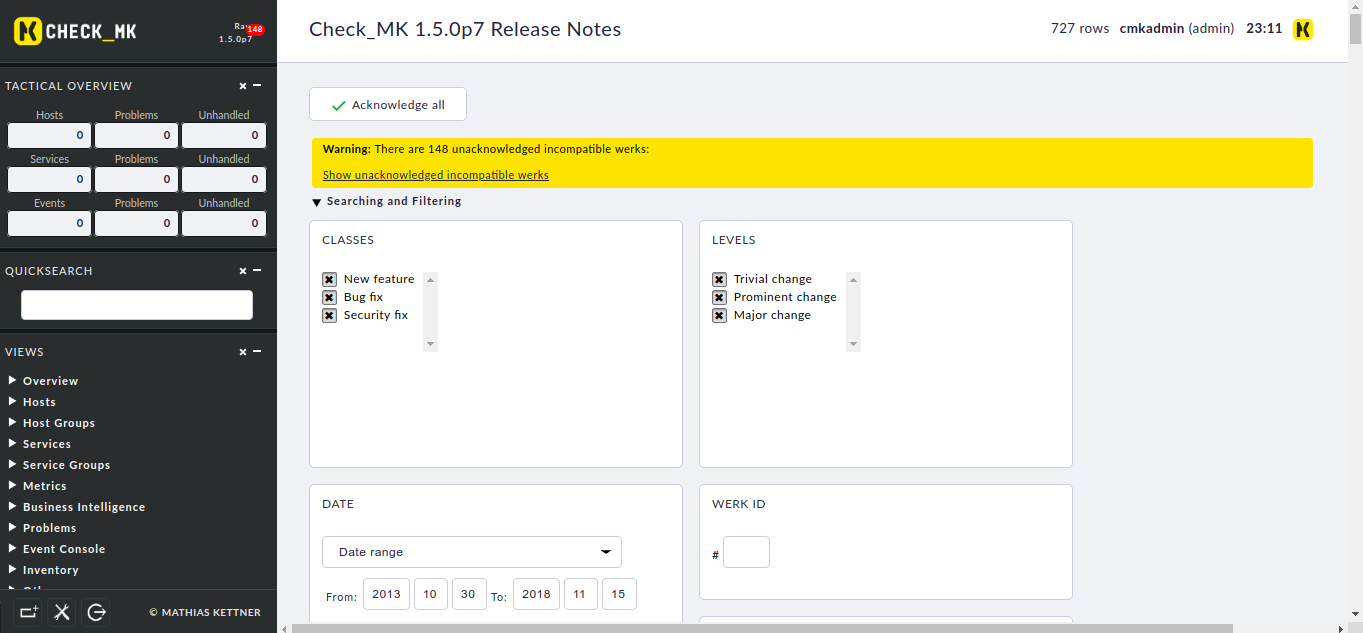 CHECK_MK
148
1.5.0p7
Check_MK 1.5.0p7 Release Notes
727 rows cmkadmin (admin) 23:11
TACTICAL OVERVIEW
Hosts Problems Unhandled
0 0 0
Services Problems Unhandled
0 0 0
Events Problems Unhandled
0 0 0
QUICKSEARCH
VIEWS
Overview
Hosts
Host Groups
Services
Service Groups
Metrics
Business Intelligence
Problems
Event Console
Inventory
© MATHIAS KETTNER
Acknowledge all
Warning: There are 148 unacknowledged incompatible werks:
Show unacknowledged incompatible werks
Searching and Filtering
CLASSES
New feature
Bug fix
Security fix
LEVELS
Trivial change
Prominent change
Major change
DATE
Date range
From: 2013 10 30 To: 2018 11 15
WERK ID
#